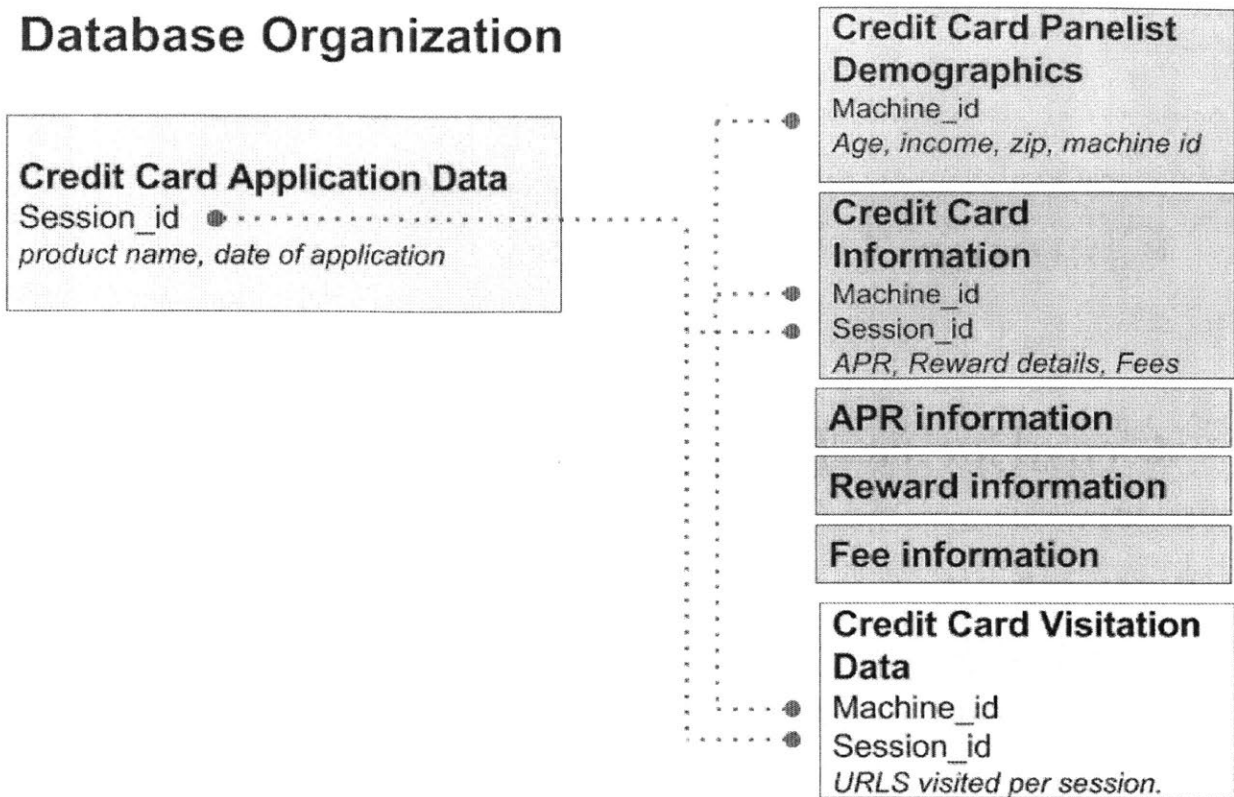 Database Organization
Credit Card Application Data
Session_id
product name, date of application
Credit Card Panelist
Demographics
Machine_id
Age, income, zip, machine id
Credit Card
Information
Machine_id
Session_id
APR, Reward details, Fees
APR information
Reward information
Fee information
Credit Card Visitation
Data
Machine_id
Session_id
URLS visited per session.